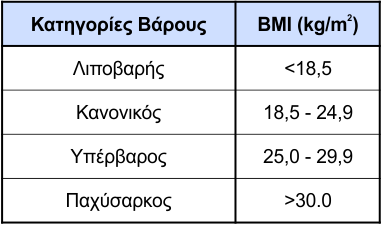 Κατηγορίες Βάρους BMI (kg/m²)
Λιποβαρής <18,5
Κανονικός 18,5 - 24,9
Υπέρβαρος 25,0 - 29,9
Παχύσαρκος >30.0